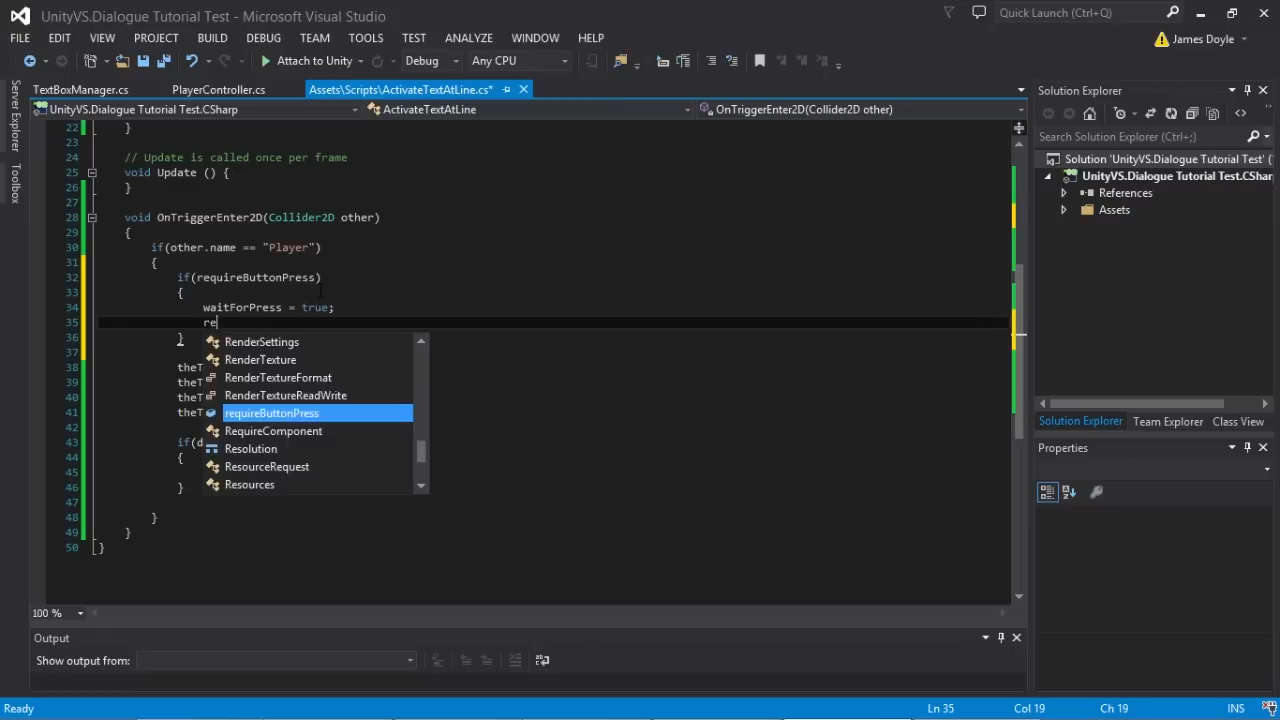 UnityVS.Dialogue Tutorial Test - Microsoft Visual Studio
Quick Launch (Ctrl+Q)
FILE EDIT VIEW PROJECT BUILD DEBUG TEAM TOOLS TEST ANALYZE WINDOW HELP
James Doyle
Attach to Unity Debug Any CPU
TextBoxManager.cs PlayerController.cs Assets\Scripts\ActivateTextAtLine.cs*
UnityVS.Dialogue Tutorial Test.CSharp ActivateTextAtLine OnTriggerEnter2D(Collider2D other)
Server Explorer
Toolbox
22 }
23
24 // Update is called once per frame
25 void Update () {
26 }
27
28 void OnTriggerEnter2D(Collider2D other)
29 {
30 if(other.name == "Player")
31 {
32 if(requireButtonPress)
33 {
34 waitForPress = true;
35 re
36 }
37
38 theT
39 theT
40 theT
41 theT
42
43 if(d
44 {
45
46 }
47
48 }
49 }
50 }
RenderSettings
RenderTexture
RenderTextureFormat
RenderTextureReadWrite
requireButtonPress
RequireComponent
Resolution
ResourceRequest
Resources
100 %
Output
Show output from:
Solution Explorer
Search Solution Explorer (Ctrl+;)
Solution 'UnityVS.Dialogue Tutorial Test' (
UnityVS.Dialogue Tutorial Test.CSharp
References
Assets
Solution Explorer Team Explorer Class View
Properties
Ready Ln 35 Col 19 Ch 19 INS